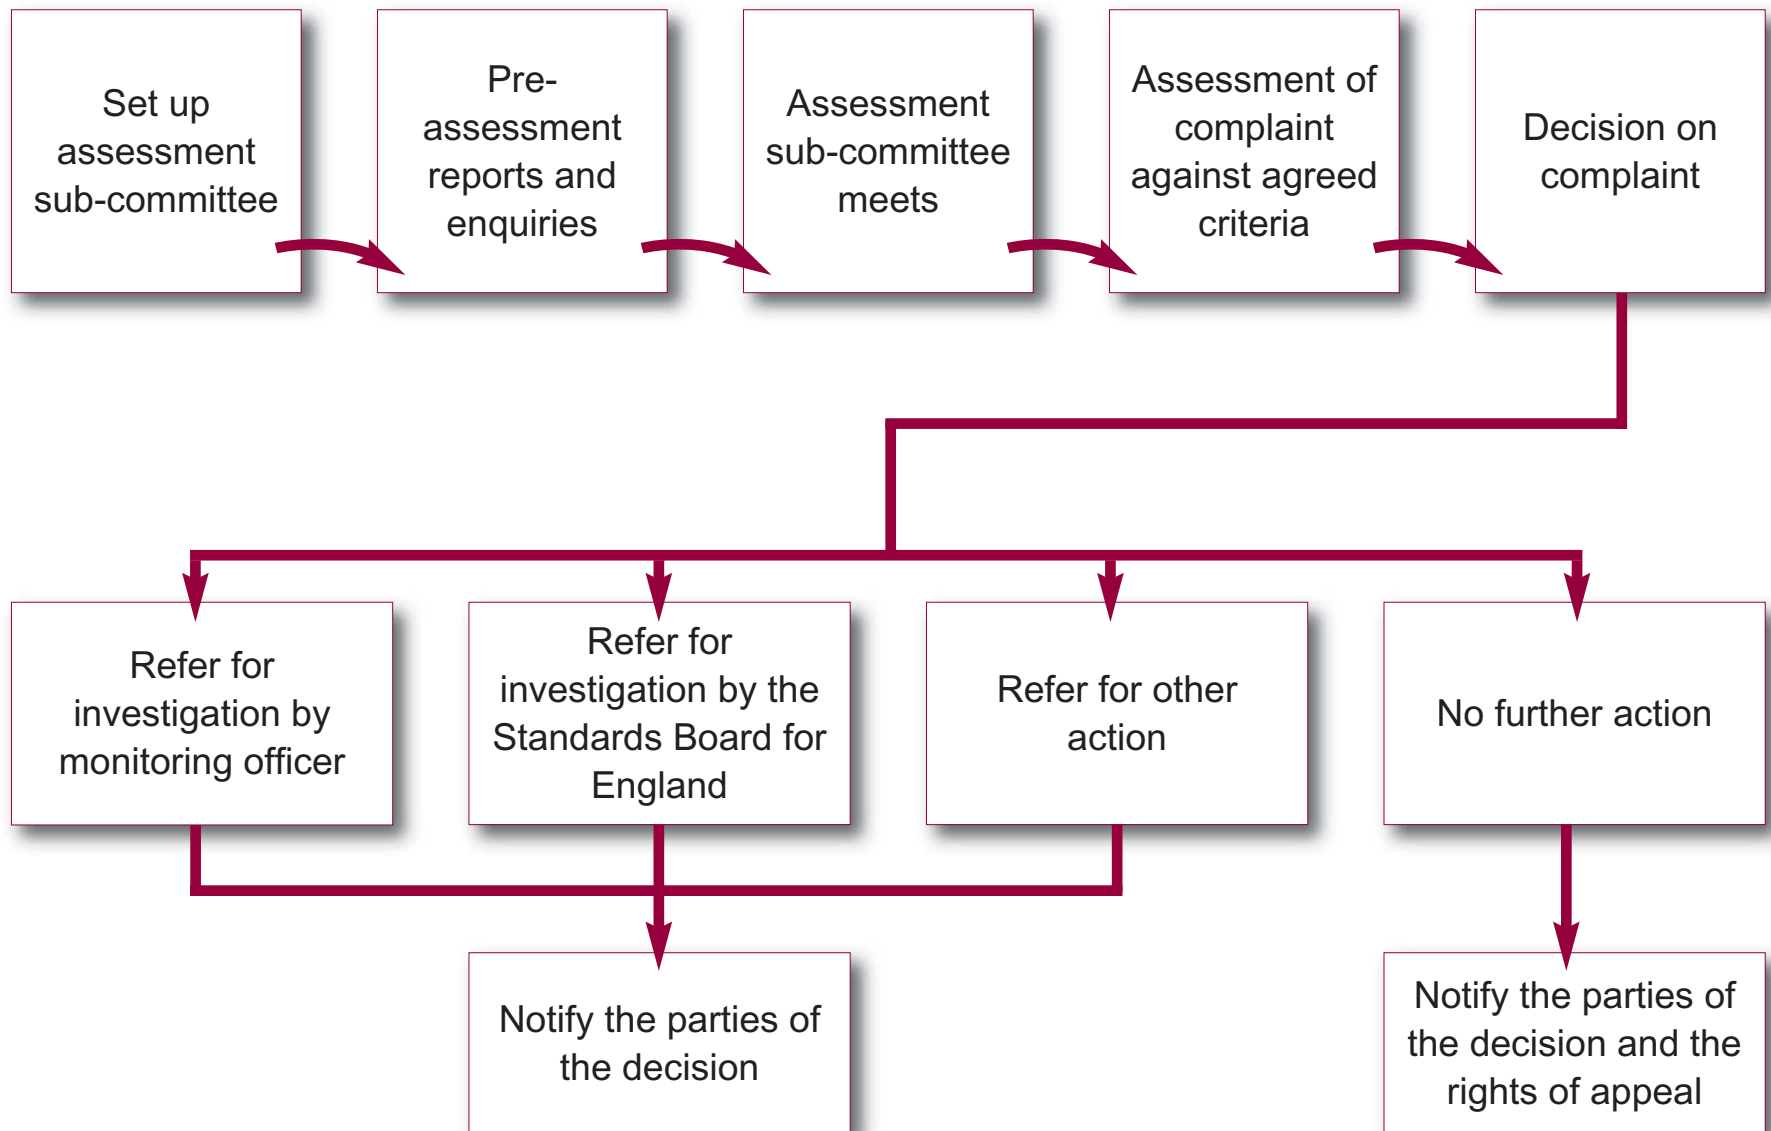 Set up
assessment
sub-committee
Pre-
assessment
reports and
enquiries
Assessment
sub-committee
meets
Assessment of
complaint
against agreed
criteria
Decision on
complaint
Refer for
investigation by
monitoring officer
Refer for
investigation by the
Standards Board for
England
Refer for other
action
No further action
Notify the parties of
the decision
Notify the parties of
the decision and the
rights of appeal